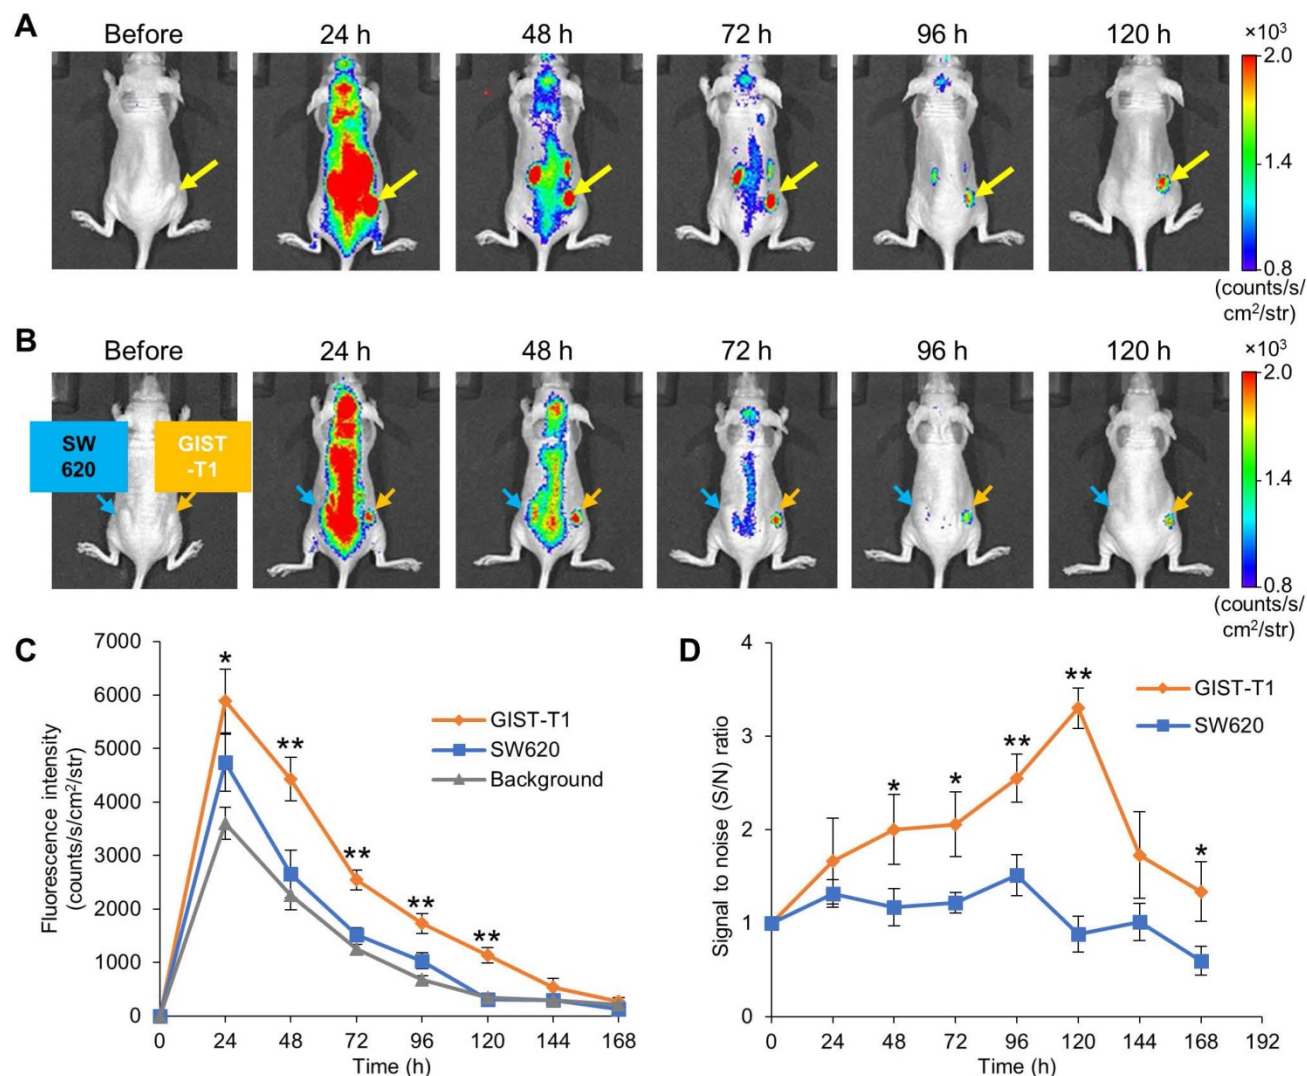 A
Before
24 h
48 h
72 h
96 h
120 h
×10³
2.0
1.4
0.8
(counts/s/
cm²/str)
B
Before
24 h
48 h
72 h
96 h
120 h
×10³
2.0
1.4
0.8
(counts/s/
cm²/str)
SW
620
GIST
-T1
C
7000
6000
5000
4000
3000
2000
1000
0
Fluorescence intensity
(counts/s/cm²/str)
*
**
**
**
**
GIST-T1
SW620
Background
0 24 48 72 96 120 144 168
Time (h)
D
4
3
2
1
0
Signal to noise (S/N) ratio
*
*
**
**
*
GIST-T1
SW620
0 24 48 72 96 120 144 168 192
Time (h)